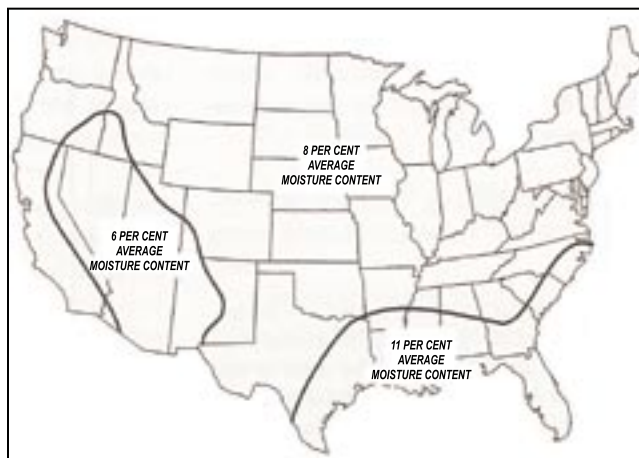 8 PER CENT
AVERAGE
MOISTURE CONTENT
6 PER CENT
AVERAGE
MOISTURE CONTENT
11 PER CENT
AVERAGE
MOISTURE CONTENT